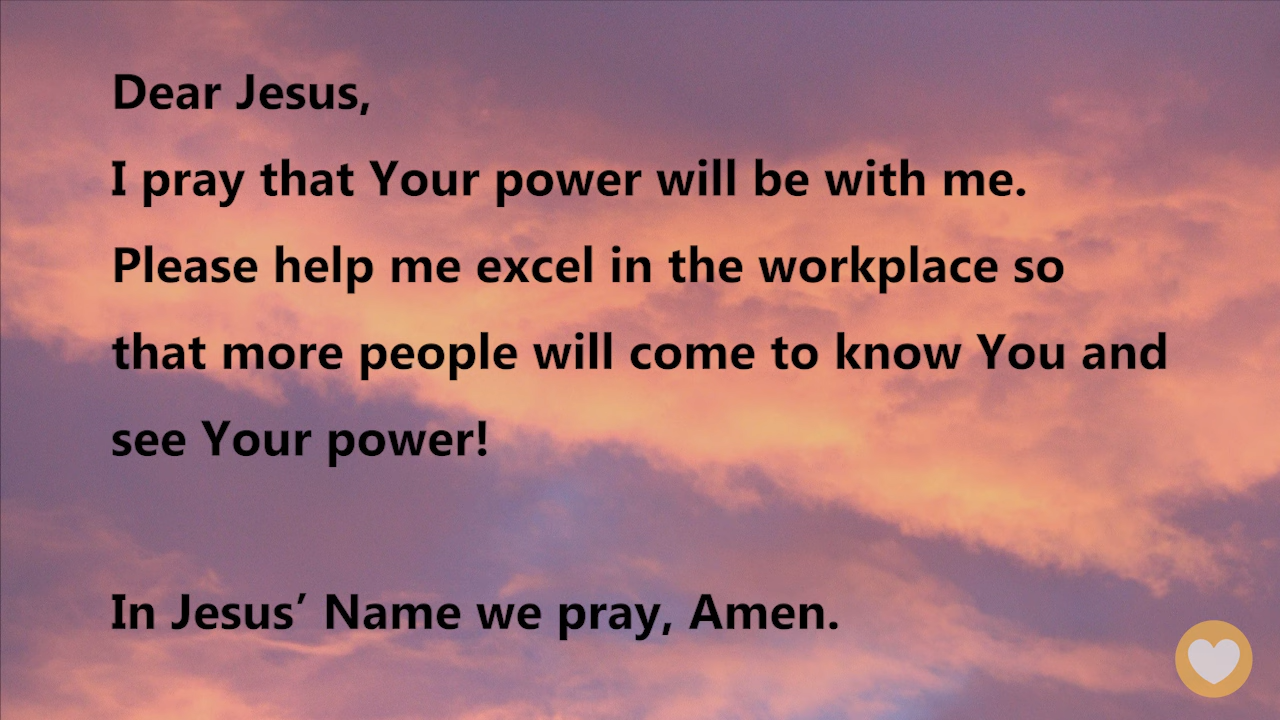 Dear Jesus,
I pray that Your power will be with me.
Please help me excel in the workplace so
that more people will come to know You and
see Your power!
In Jesus’ Name we pray, Amen.